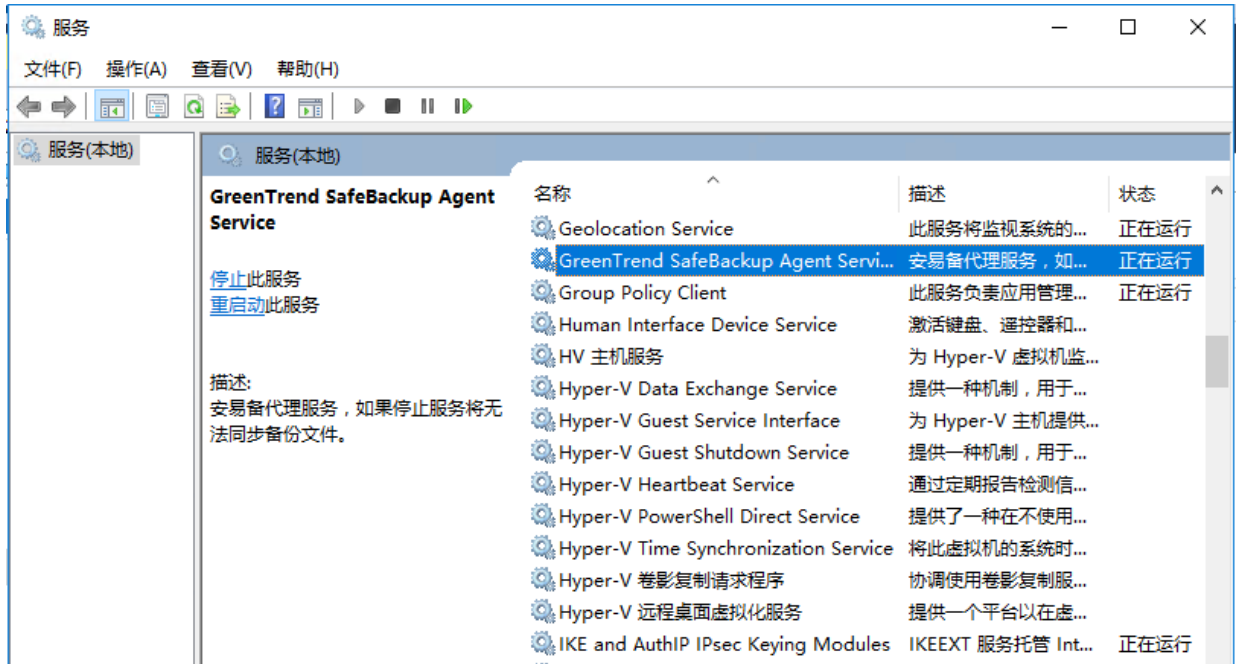 服务
文件(F) 操作(A) 查看(V) 帮助(H)
服务(本地)
服务(本地)
GreenTrend SafeBackup Agent
Service
停止此服务
重启动此服务
描述:
安易备代理服务，如果停止服务将无
法同步备份文件。
名称 描述 状态
Geolocation Service 此服务将监视系统的... 正在运行
GreenTrend SafeBackup Agent Servi... 安易备代理服务，如... 正在运行
Group Policy Client 此服务负责应用管理... 正在运行
Human Interface Device Service 激活键盘、遥控器和...
HV 主机服务 为 Hyper-V 虚拟机监...
Hyper-V Data Exchange Service 提供一种机制，用于...
Hyper-V Guest Service Interface 为 Hyper-V 主机提供...
Hyper-V Guest Shutdown Service 提供一种机制，用于...
Hyper-V Heartbeat Service 通过定期报告检测信...
Hyper-V PowerShell Direct Service 提供了一种在不使用...
Hyper-V Time Synchronization Service 将此虚拟机的系统时...
Hyper-V 卷影复制请求程序 协调使用卷影复制服...
Hyper-V 远程桌面虚拟化服务 提供一个平台以在虚...
IKE and AuthIP IPsec Keying Modules IKEEXT 服务托管 Int... 正在运行